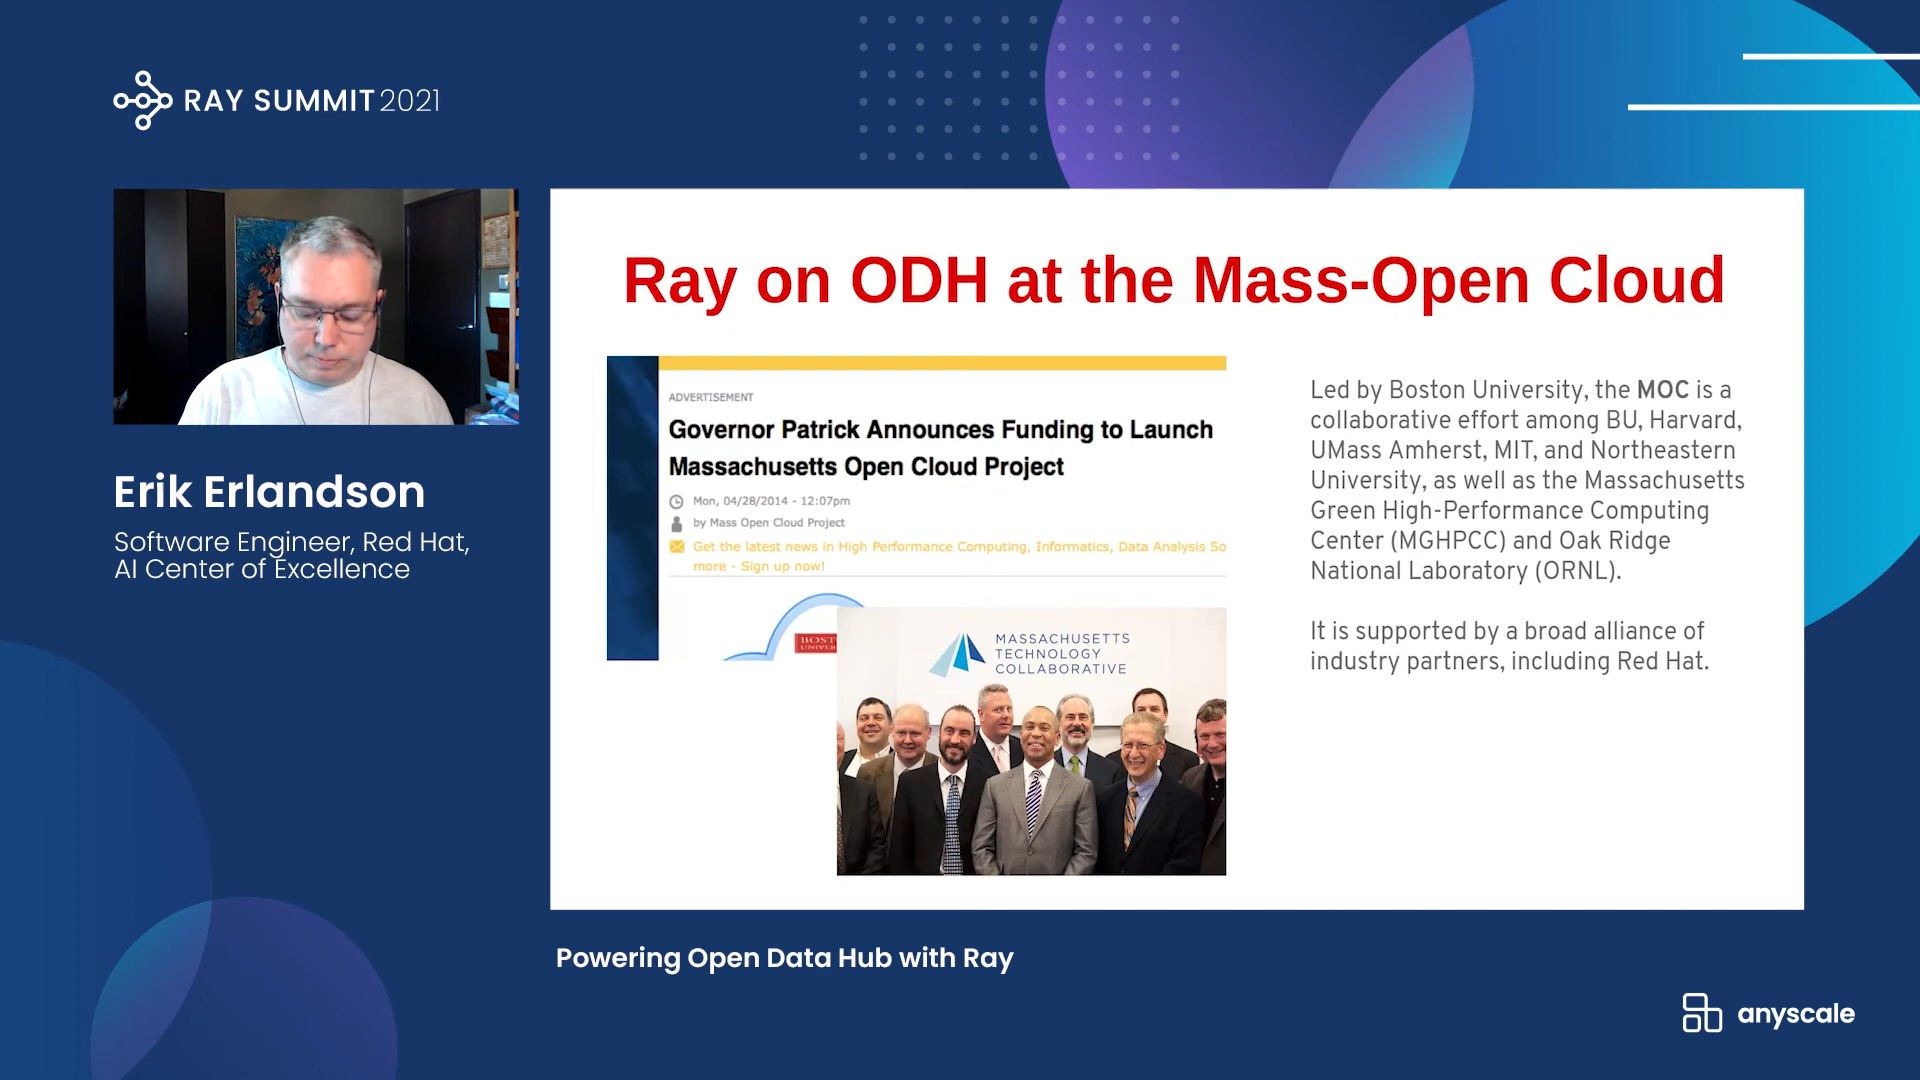 RAY SUMMIT 2021
Erik Erlandson
Software Engineer, Red Hat,
AI Center of Excellence
Ray on ODH at the Mass-Open Cloud
ADVERTISEMENT
Governor Patrick Announces Funding to Launch
Massachusetts Open Cloud Project
Mon, 04/28/2014 - 12:07pm
by Mass Open Cloud Project
Get the latest news in High Performance Computing, Informatics, Data Analysis So
more - Sign up now!
BOST
UNIVER
MASSACHUSETTS
TECHNOLOGY
COLLABORATIVE
Led by Boston University, the MOC is a
collaborative effort among BU, Harvard,
UMass Amherst, MIT, and Northeastern
University, as well as the Massachusetts
Green High-Performance Computing
Center (MGHPCC) and Oak Ridge
National Laboratory (ORNL).
It is supported by a broad alliance of
industry partners, including Red Hat.
Powering Open Data Hub with Ray
anyscale